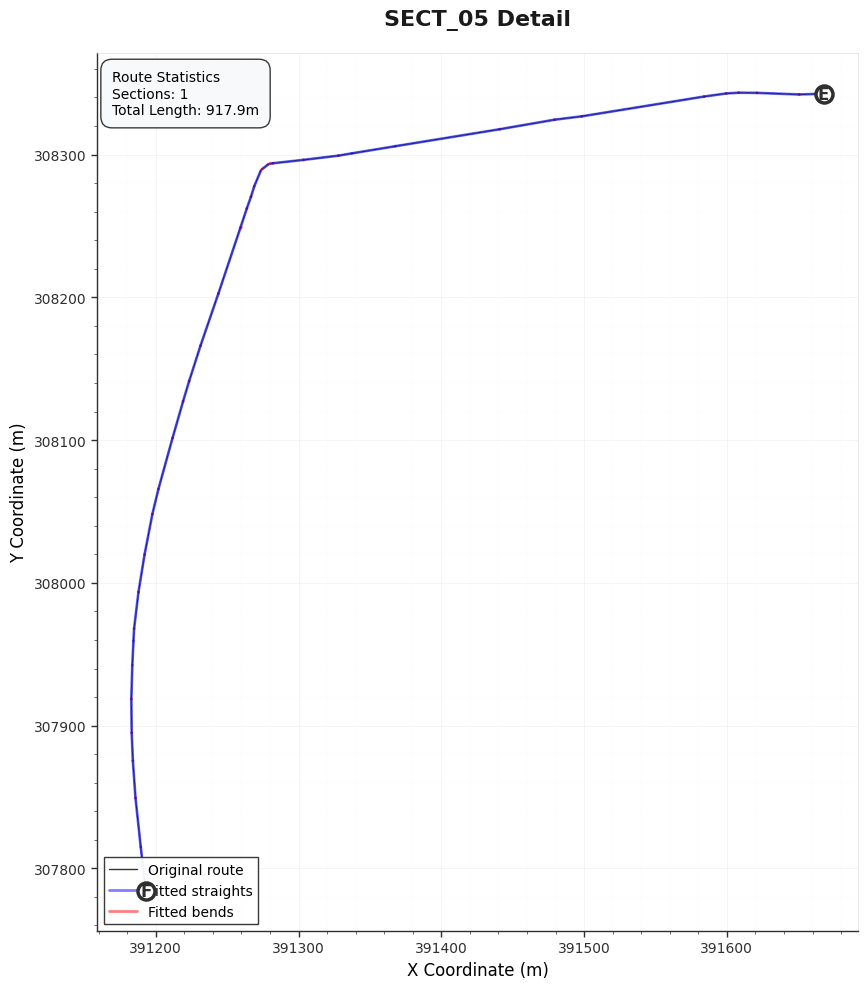 SECT_05 Detail
Route Statistics
Sections: 1
Total Length: 917.9m
E
308300
308200
308100
308000
307900
307800
Y Coordinate (m)
Original route
Fitted straights
Fitted bends
F
391200
391300
391400
391500
391600
X Coordinate (m)